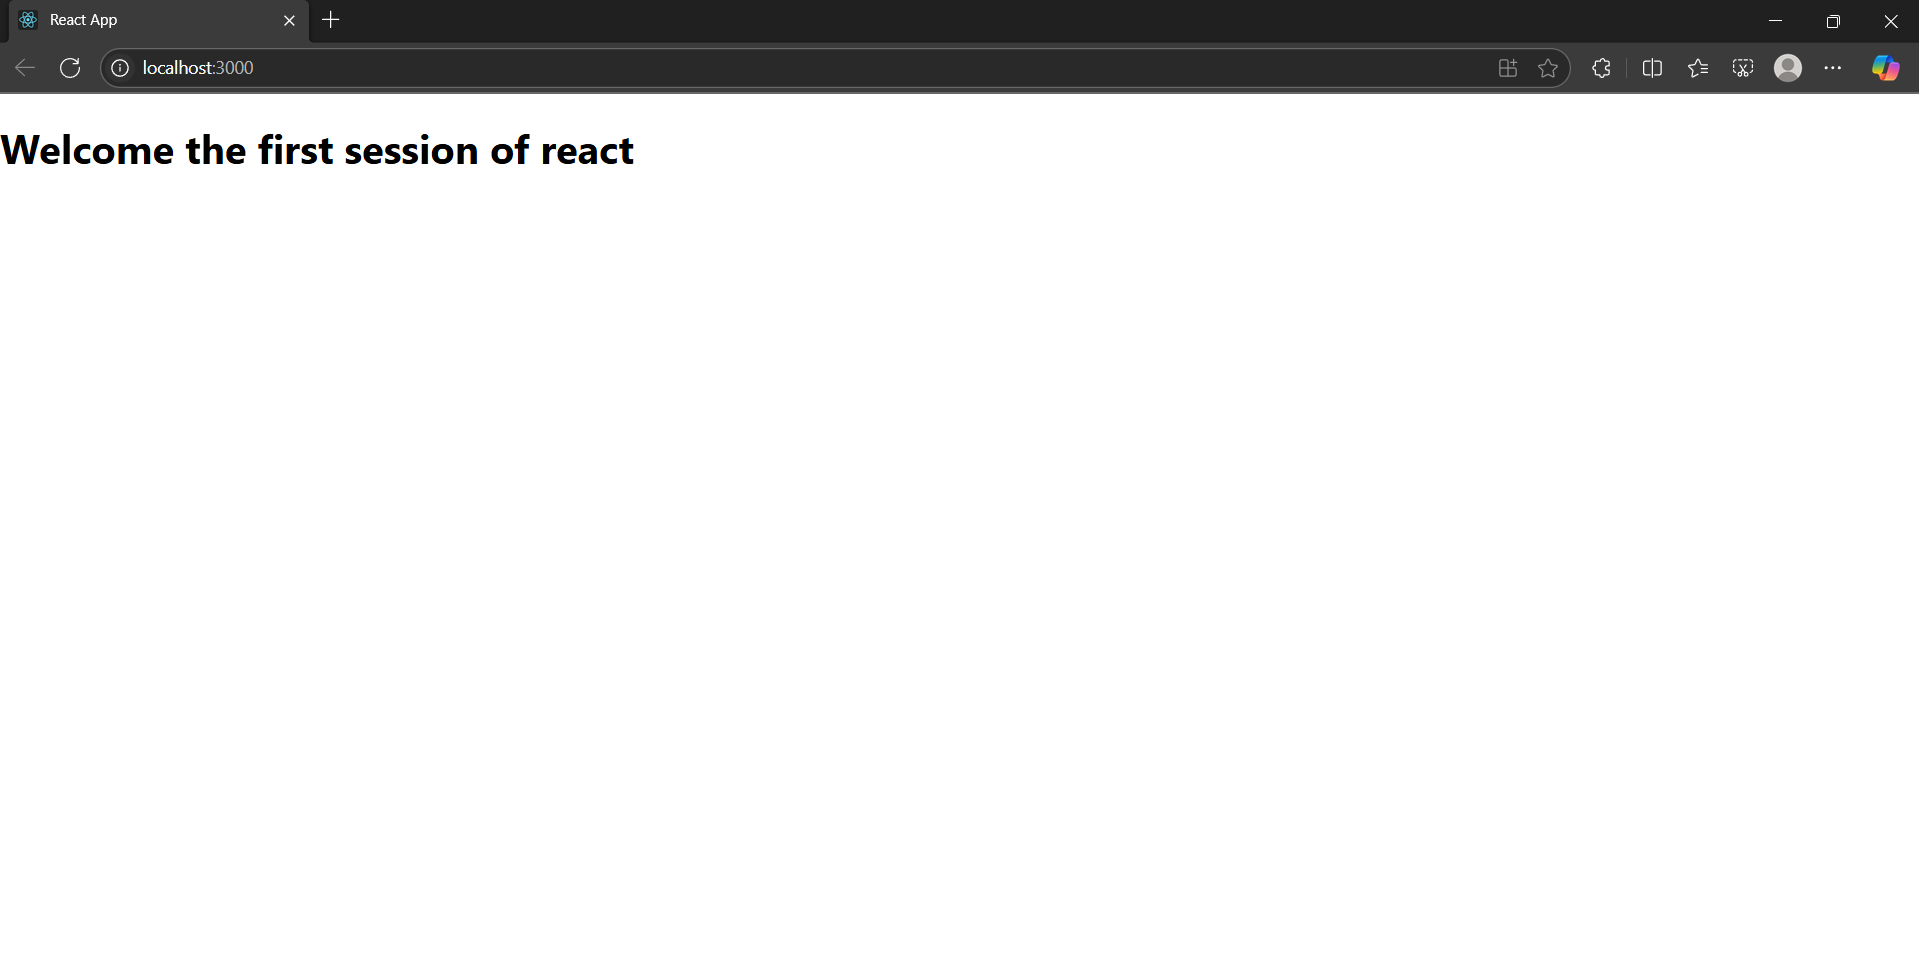 React App
localhost:3000
Welcome the first session of react